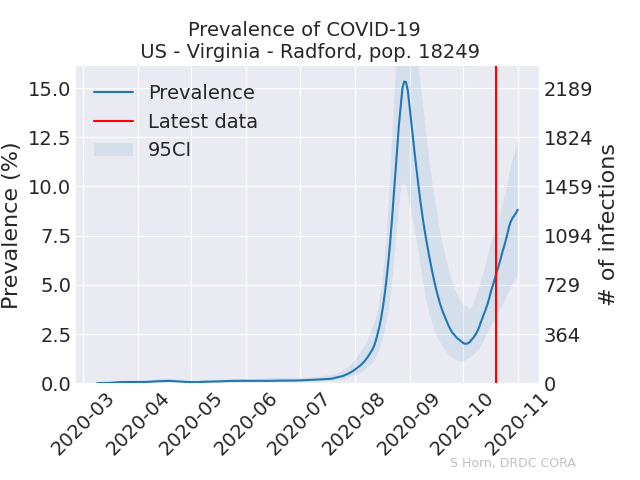 Prevalence of COVID-19
US - Virginia - Radford, pop. 18249
Prevalence (%)
15.0
12.5
10.0
7.5
5.0
2.5
0.0
Prevalence
Latest data
95CI
2189
1824
1459
1094
729
364
0
# of infections
2020-03
2020-04
2020-05
2020-06
2020-07
2020-08
2020-09
2020-10
2020-11
S Horn, DRDC CORA